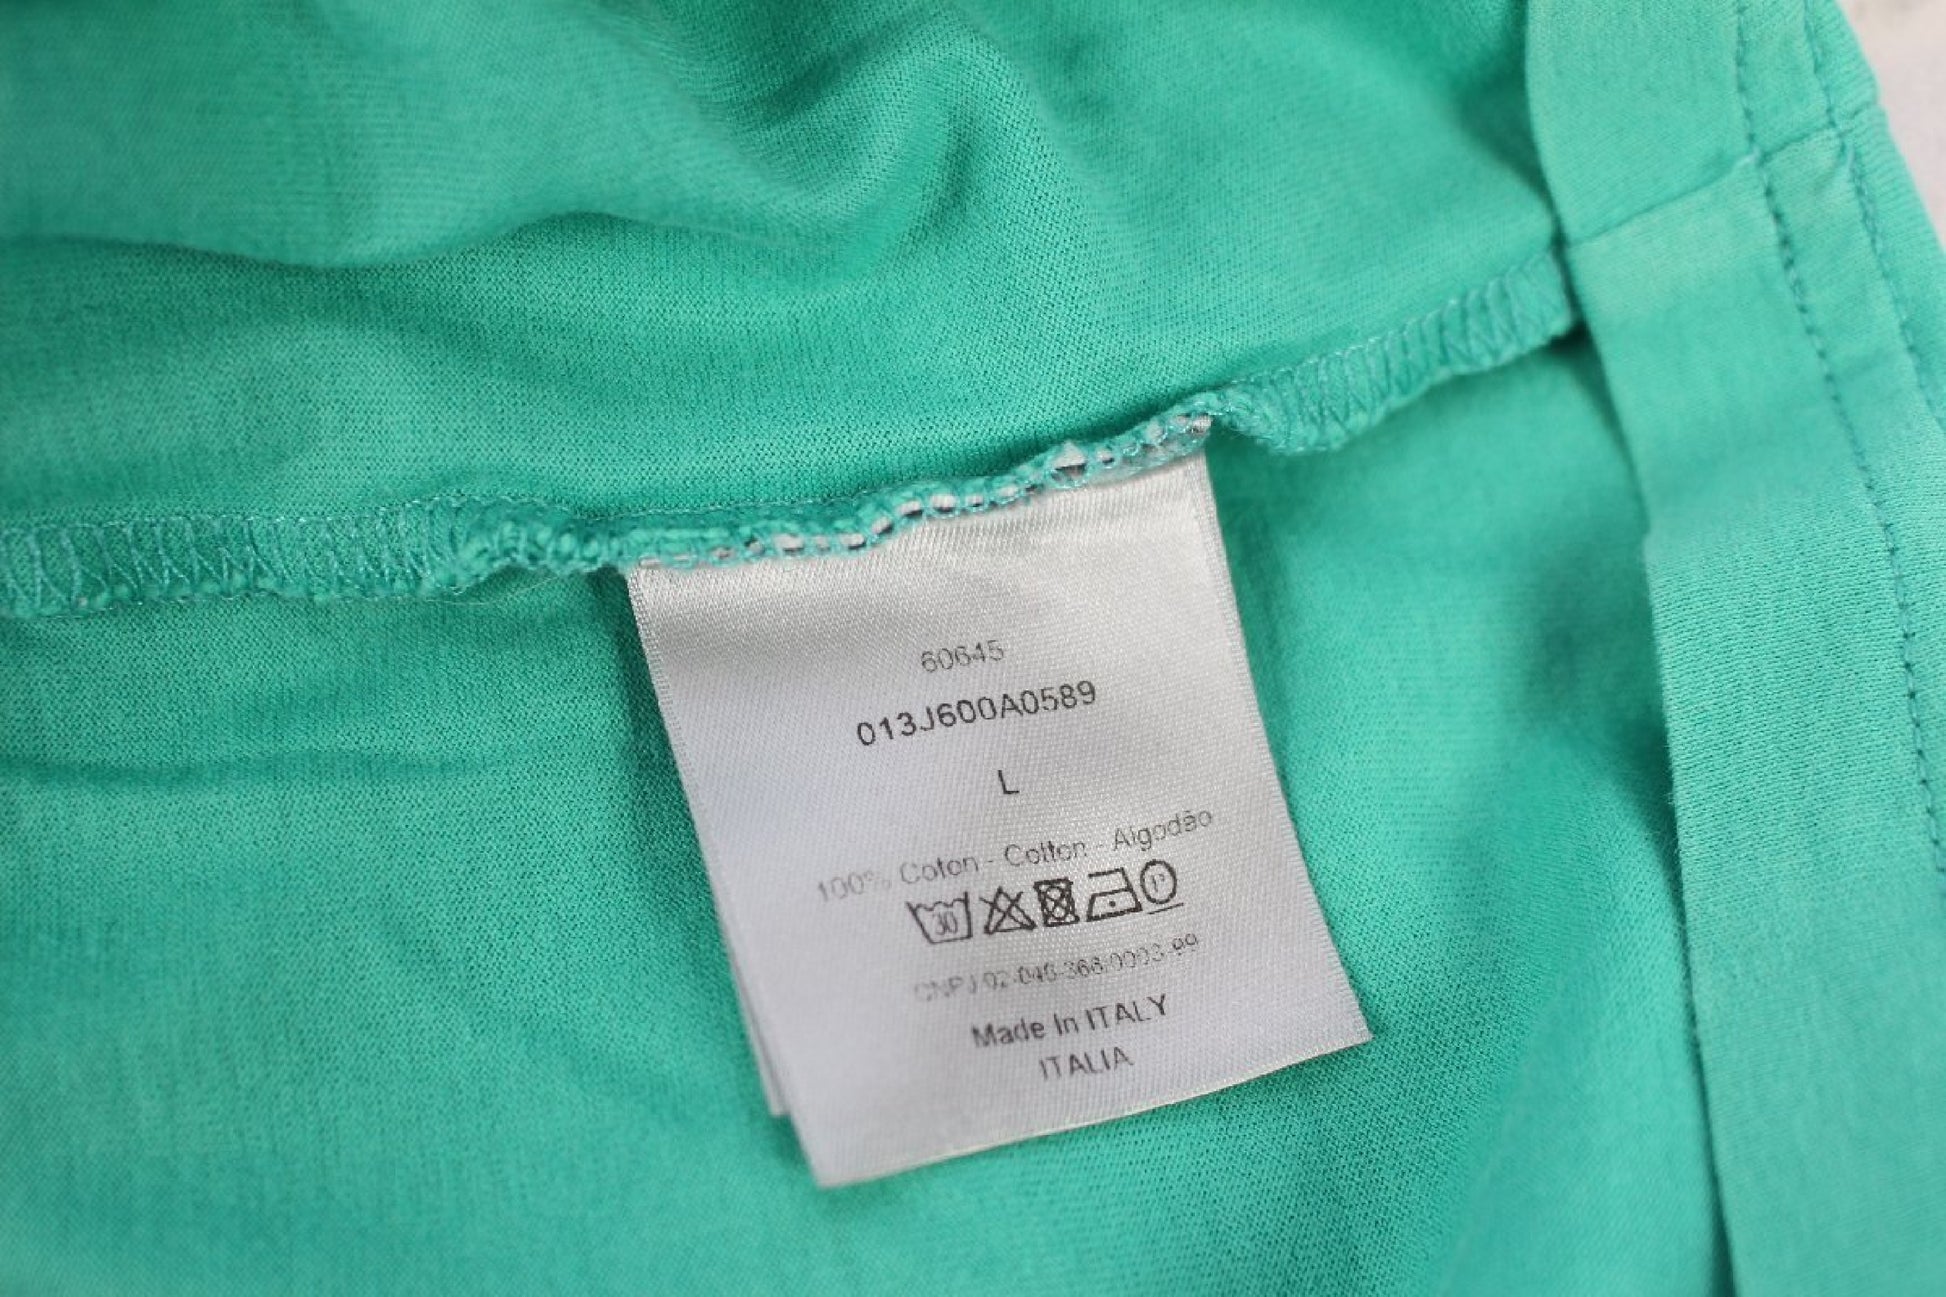 60645
013J600A0589
L
100% Coton - Cotton - Algodão
30
CNPJ 02-046-366/0003-99
Made In ITALY
ITALIA